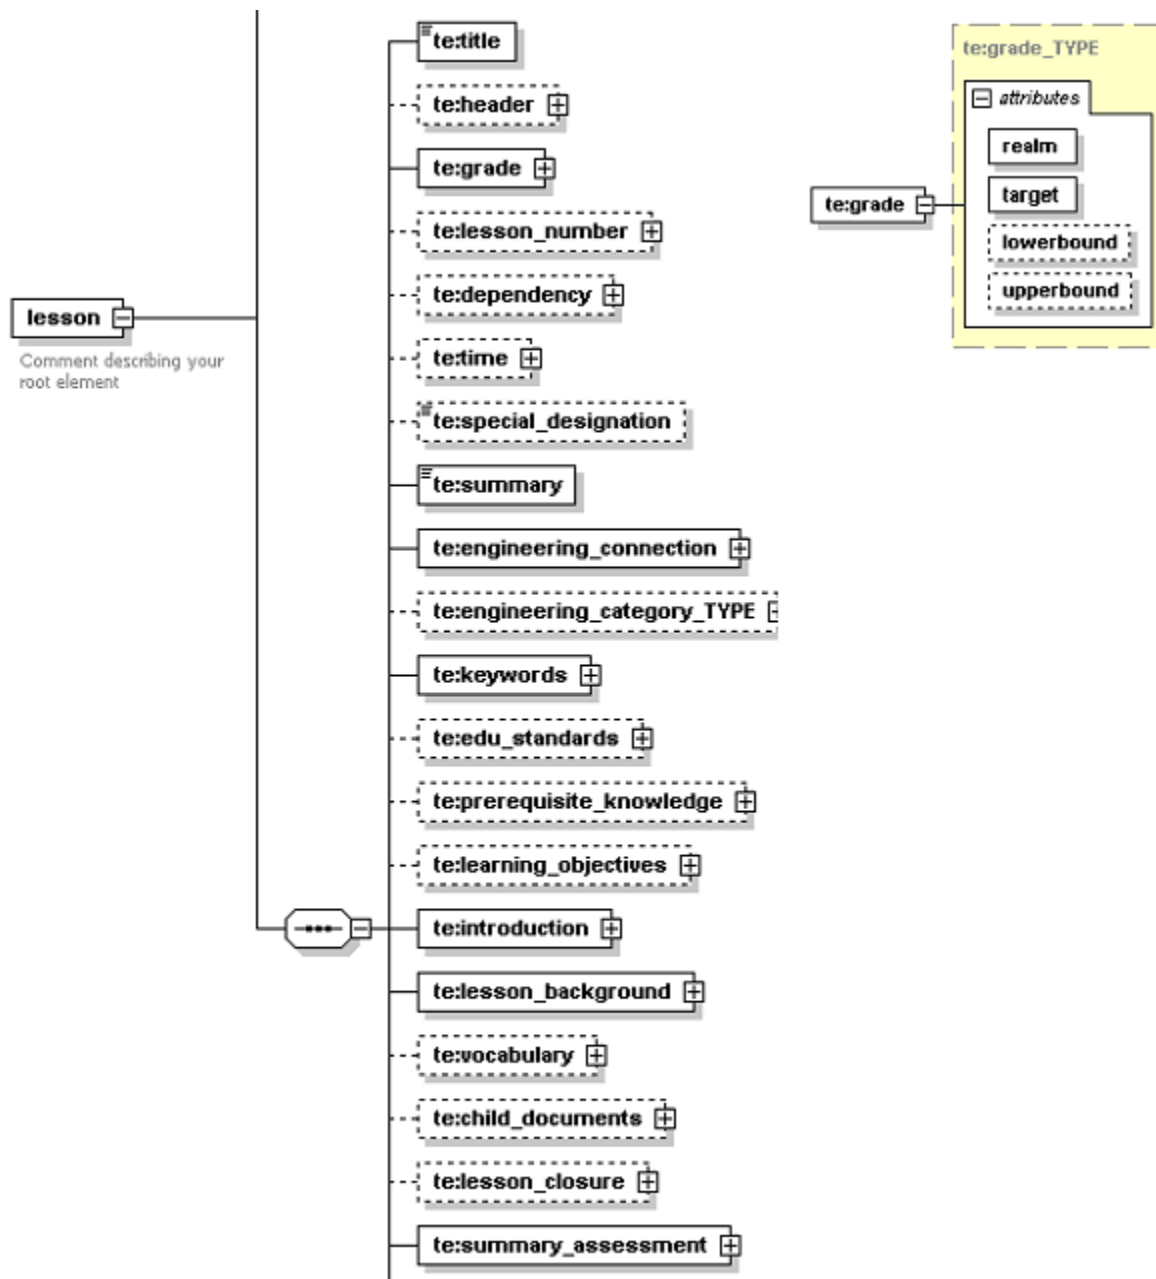 te:title
te:header
te:grade
te:lesson_number
te:dependency
te:time
te:special_designation
te:summary
te:engineering_connection
te:engineering_category_TYPE
te:keywords
te:edu_standards
te:prerequisite_knowledge
te:learning_objectives
te:introduction
te:lesson_background
te:vocabulary
te:child_documents
te:lesson_closure
te:summary_assessment
lesson
Comment describing your
root element
te:grade
te:grade_TYPE
attributes
realm
target
lowerbound
upperbound